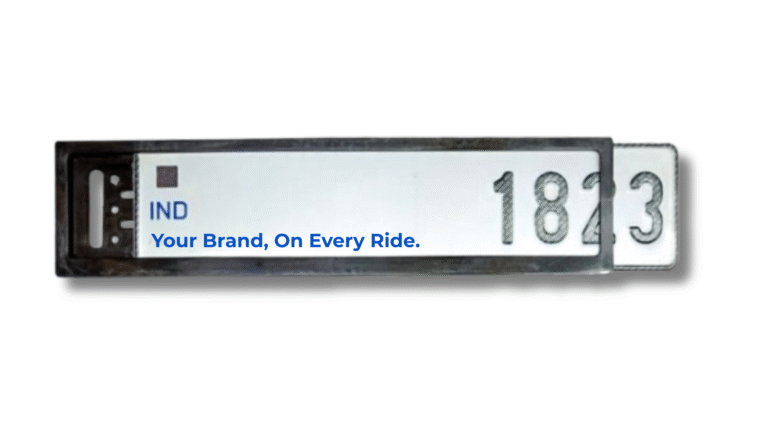 IND
1823
Your Brand, On Every Ride.